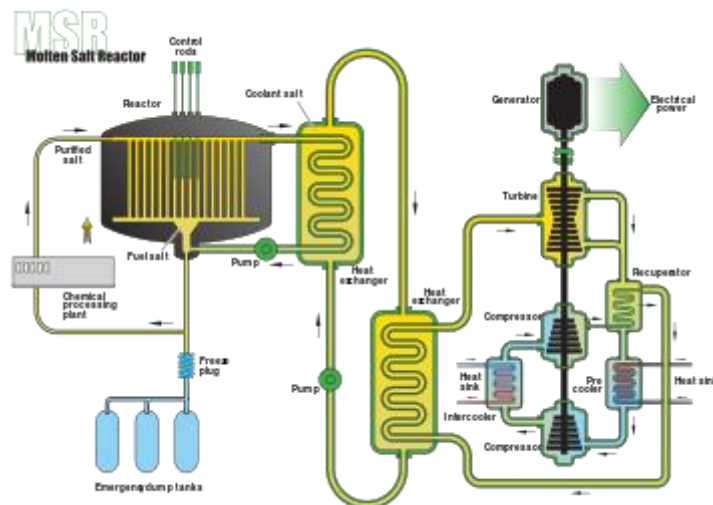 MSR
Molten Salt Reactor
Control
rods
Reactor
Coolant salt
Purified
salt
Fuel salt
Pump
Heat
exchanger
Chemical
processing
plant
Freeze
plug
Emergency dump tanks
Pump
Heat
exchanger
Generator
Electrical
power
Turbine
Recuperator
Compressor
Heat
sink
Intercooler
Pre
cooler
Heat sin
Compressor